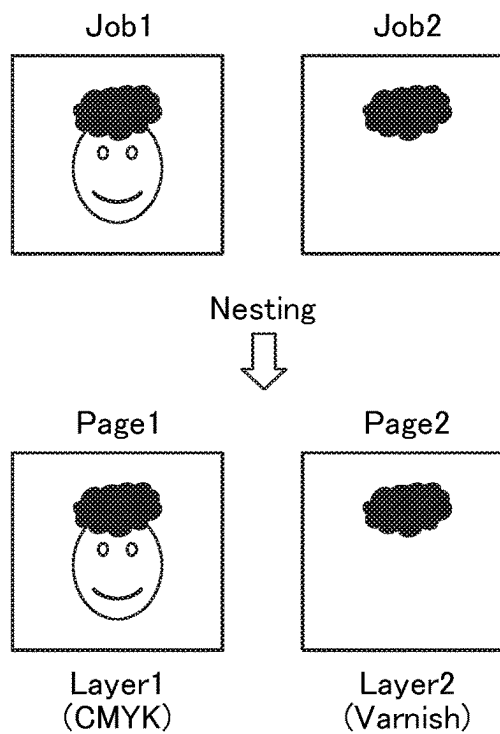 Job1
Job2
Nesting
Page1
Page2
Layer1
(CMYK)
Layer2
(Varnish)